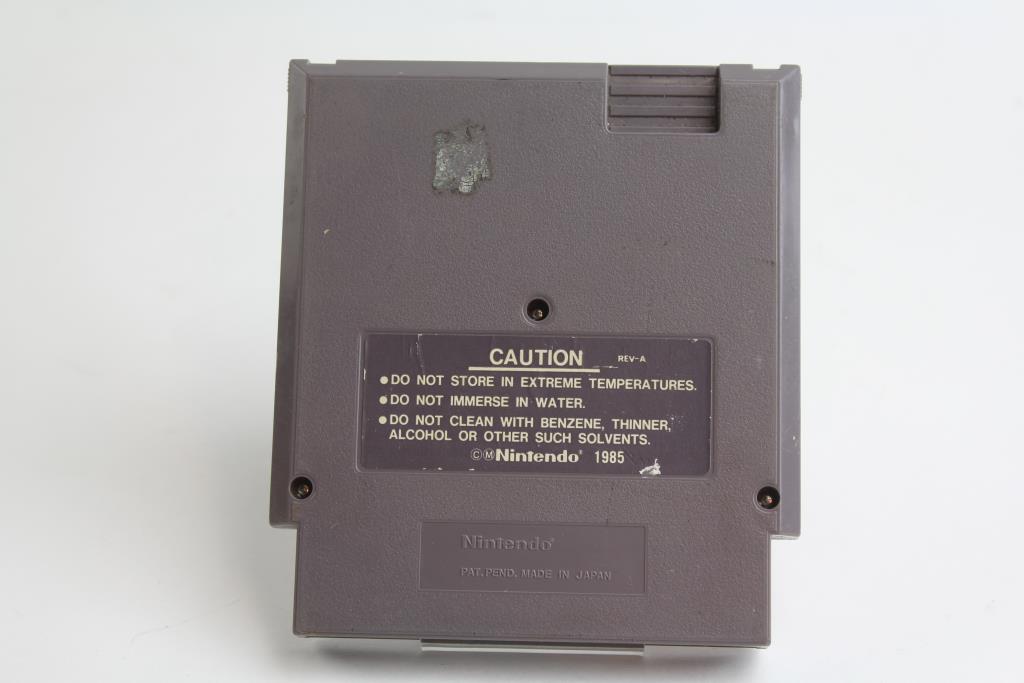 CAUTION REV-A
●DO NOT STORE IN EXTREME TEMPERATURES.
●DO NOT IMMERSE IN WATER.
●DO NOT CLEAN WITH BENZENE, THINNER,
ALCOHOL OR OTHER SUCH SOLVENTS.
©ⓂNintendo® 1985
Nintendo®
PAT. PEND. MADE IN JAPAN